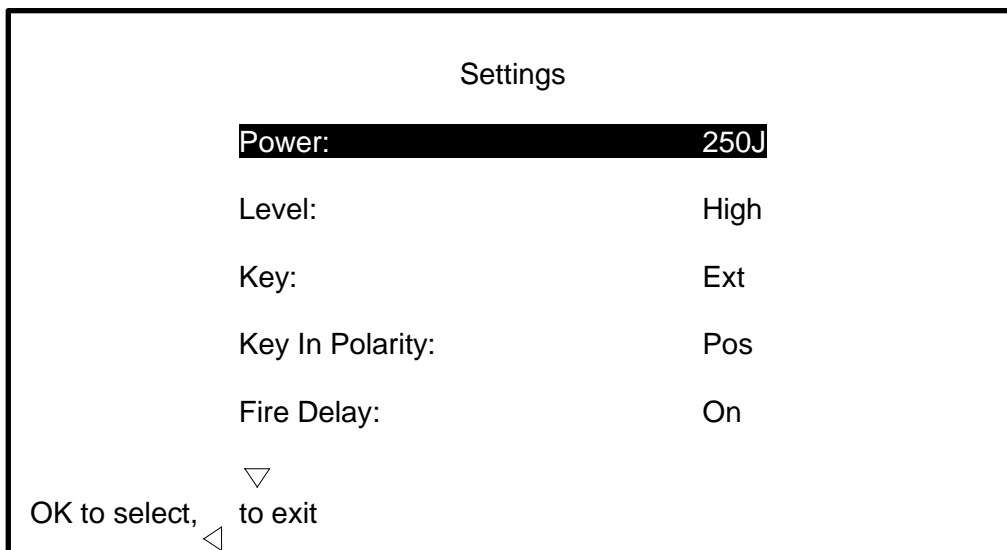 Settings
Power: 250J
Level: High
Key: Ext
Key In Polarity: Pos
Fire Delay: On
▽
OK to select, ◁ to exit